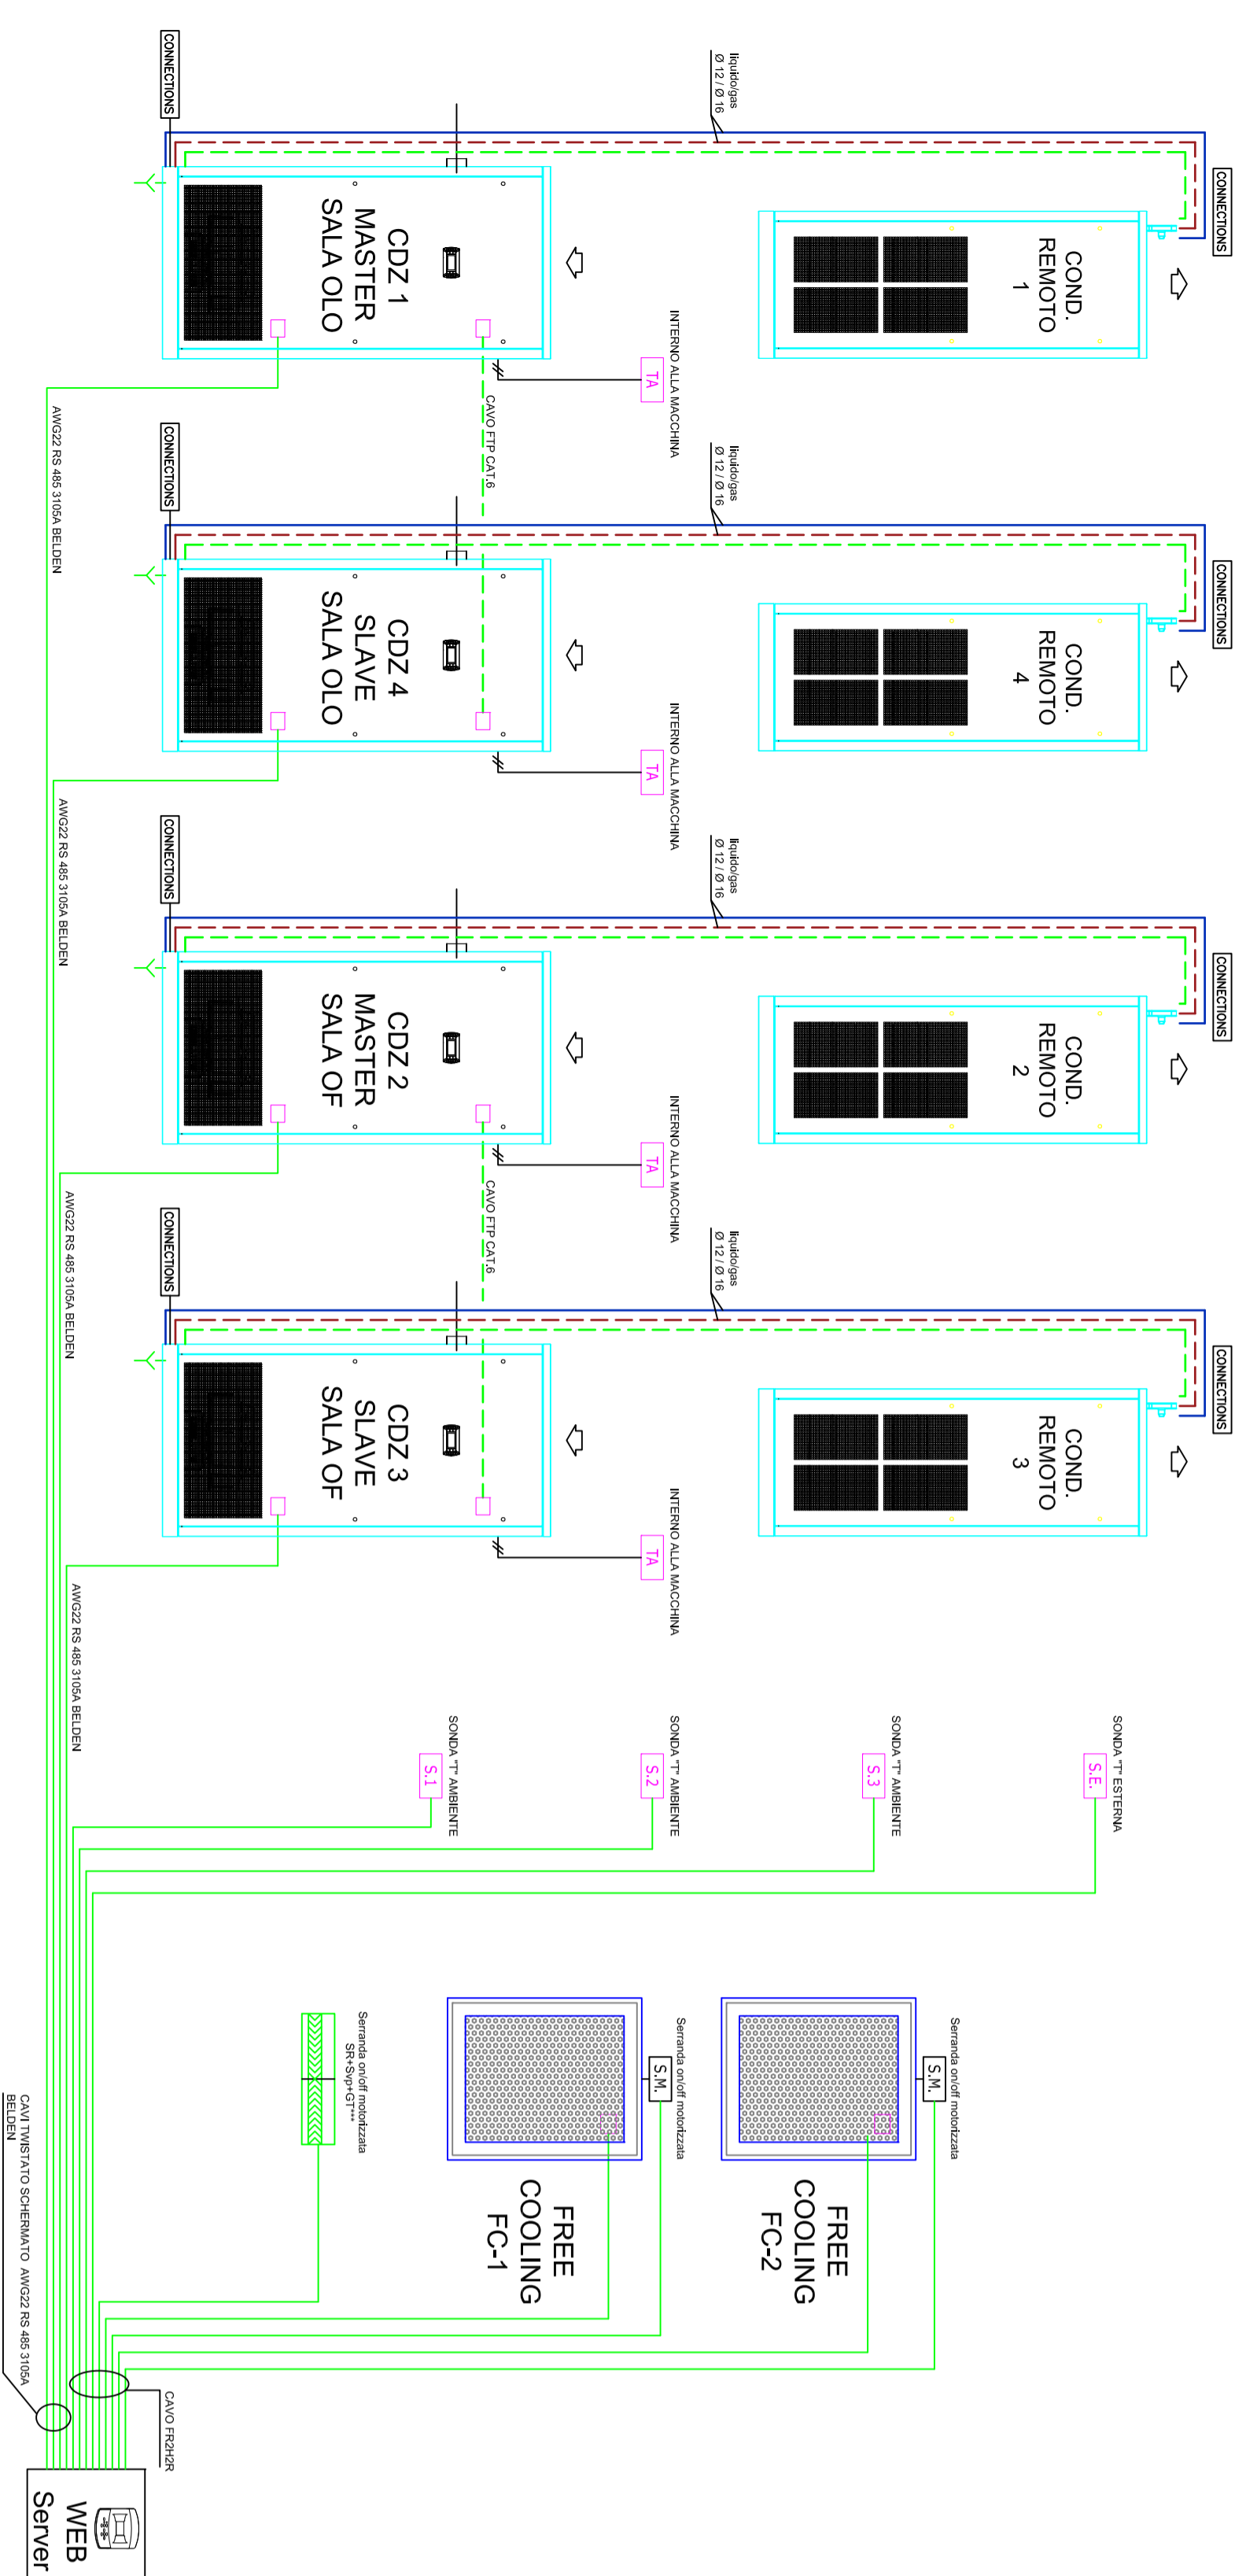 CONNECTIONS
CONNECTIONS
CONNECTIONS
CONNECTIONS
COND.
REMOTO
1
COND.
REMOTO
4
COND.
REMOTO
2
COND.
REMOTO
3
SONDA "T" ESTERNA
S.E.
liquido/gas
Ø 12 / Ø 16
liquido/gas
Ø 12 / Ø 16
liquido/gas
Ø 12 / Ø 16
liquido/gas
Ø 12 / Ø 16
INTERNO ALLA MACCHINA
TA
INTERNO ALLA MACCHINA
TA
INTERNO ALLA MACCHINA
TA
INTERNO ALLA MACCHINA
TA
SONDA "T" AMBIENTE
S.3
SONDA "T" AMBIENTE
S.2
SONDA "T" AMBIENTE
S.1
Serranda on/off motorizzata
S.M.
FREE
COOLING
FC-2
Serranda on/off motorizzata
S.M.
FREE
COOLING
FC-1
Serranda on/off motorizzata
SR+Svp+GT***
CAVO FTP CAT.6
CAVO FTP CAT.6
CDZ 1
MASTER
SALA OLO
CDZ 4
SLAVE
SALA OLO
CDZ 2
MASTER
SALA OF
CDZ 3
SLAVE
SALA OF
CONNECTIONS
CONNECTIONS
CONNECTIONS
CONNECTIONS
AWG22 RS 485 3105A BELDEN
AWG22 RS 485 3105A BELDEN
AWG22 RS 485 3105A BELDEN
AWG22 RS 485 3105A BELDEN
CAVO FR2H2R
CAVI TWISTATO SCHERMATO AWG22 RS 485 3105A
BELDEN
WEB
Server